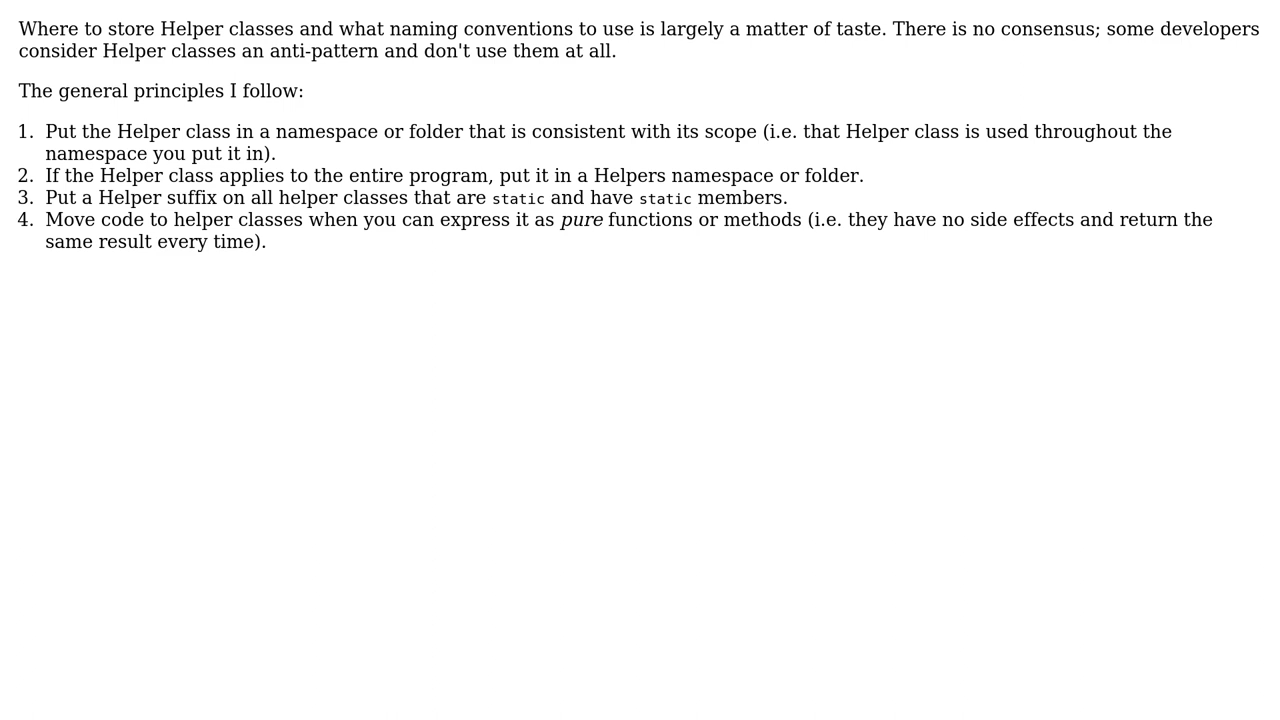 Where to store Helper classes and what naming conventions to use is largely a matter of taste. There is no consensus; some developers
consider Helper classes an anti-pattern and don't use them at all.
The general principles I follow:
1. Put the Helper class in a namespace or folder that is consistent with its scope (i.e. that Helper class is used throughout the
namespace you put it in).
2. If the Helper class applies to the entire program, put it in a Helpers namespace or folder.
3. Put a Helper suffix on all helper classes that are static and have static members.
4. Move code to helper classes when you can express it as pure functions or methods (i.e. they have no side effects and return the
same result every time).